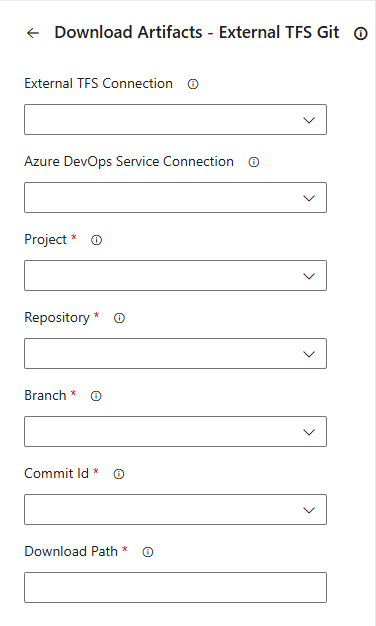 Download Artifacts - External TFS Git
External TFS Connection
Azure DevOps Service Connection
Project *
Repository *
Branch *
Commit Id *
Download Path *